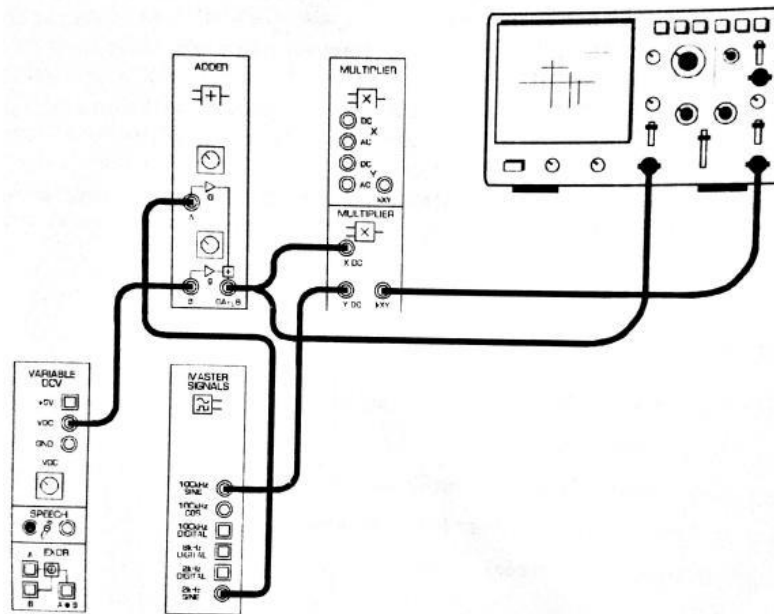 ADDER
A
G
g
B
GA+gB
MULTIPLIER
DC
X
AC
DC
Y
AC
kXY
MULTIPLIER
X DC
Y DC
kXY
VARIABLE
DCV
+5V
VDC
GND
VDC
SPEECH
A
EXOR
B
A⊕B
MASTER
SIGNALS
100kHz
SINE
100kHz
COS
100kHz
DIGITAL
8kHz
DIGITAL
2kHz
DIGITAL
2kHz
SINE